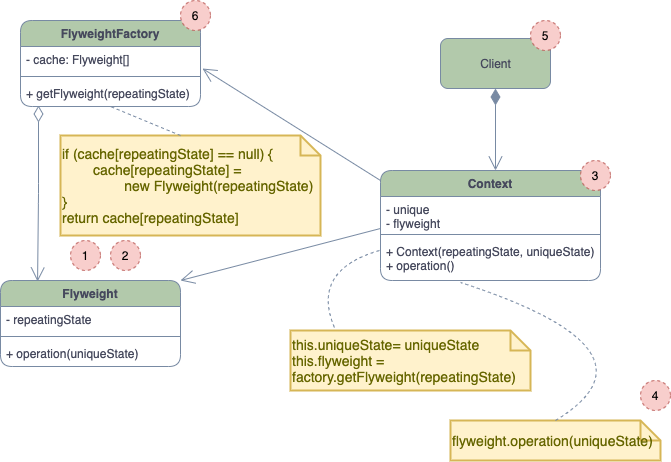 6
FlyweightFactory
- cache: Flyweight[]
+ getFlyweight(repeatingState)
5
Client
if (cache[repeatingState] == null) {
cache[repeatingState] =
new Flyweight(repeatingState)
}
return cache[repeatingState]
3
Context
- unique
- flyweight
+ Context(repeatingState, uniqueState)
+ operation()
1
2
Flyweight
- repeatingState
+ operation(uniqueState)
this.uniqueState= uniqueState
this.flyweight =
factory.getFlyweight(repeatingState)
4
flyweight.operation(uniqueState)